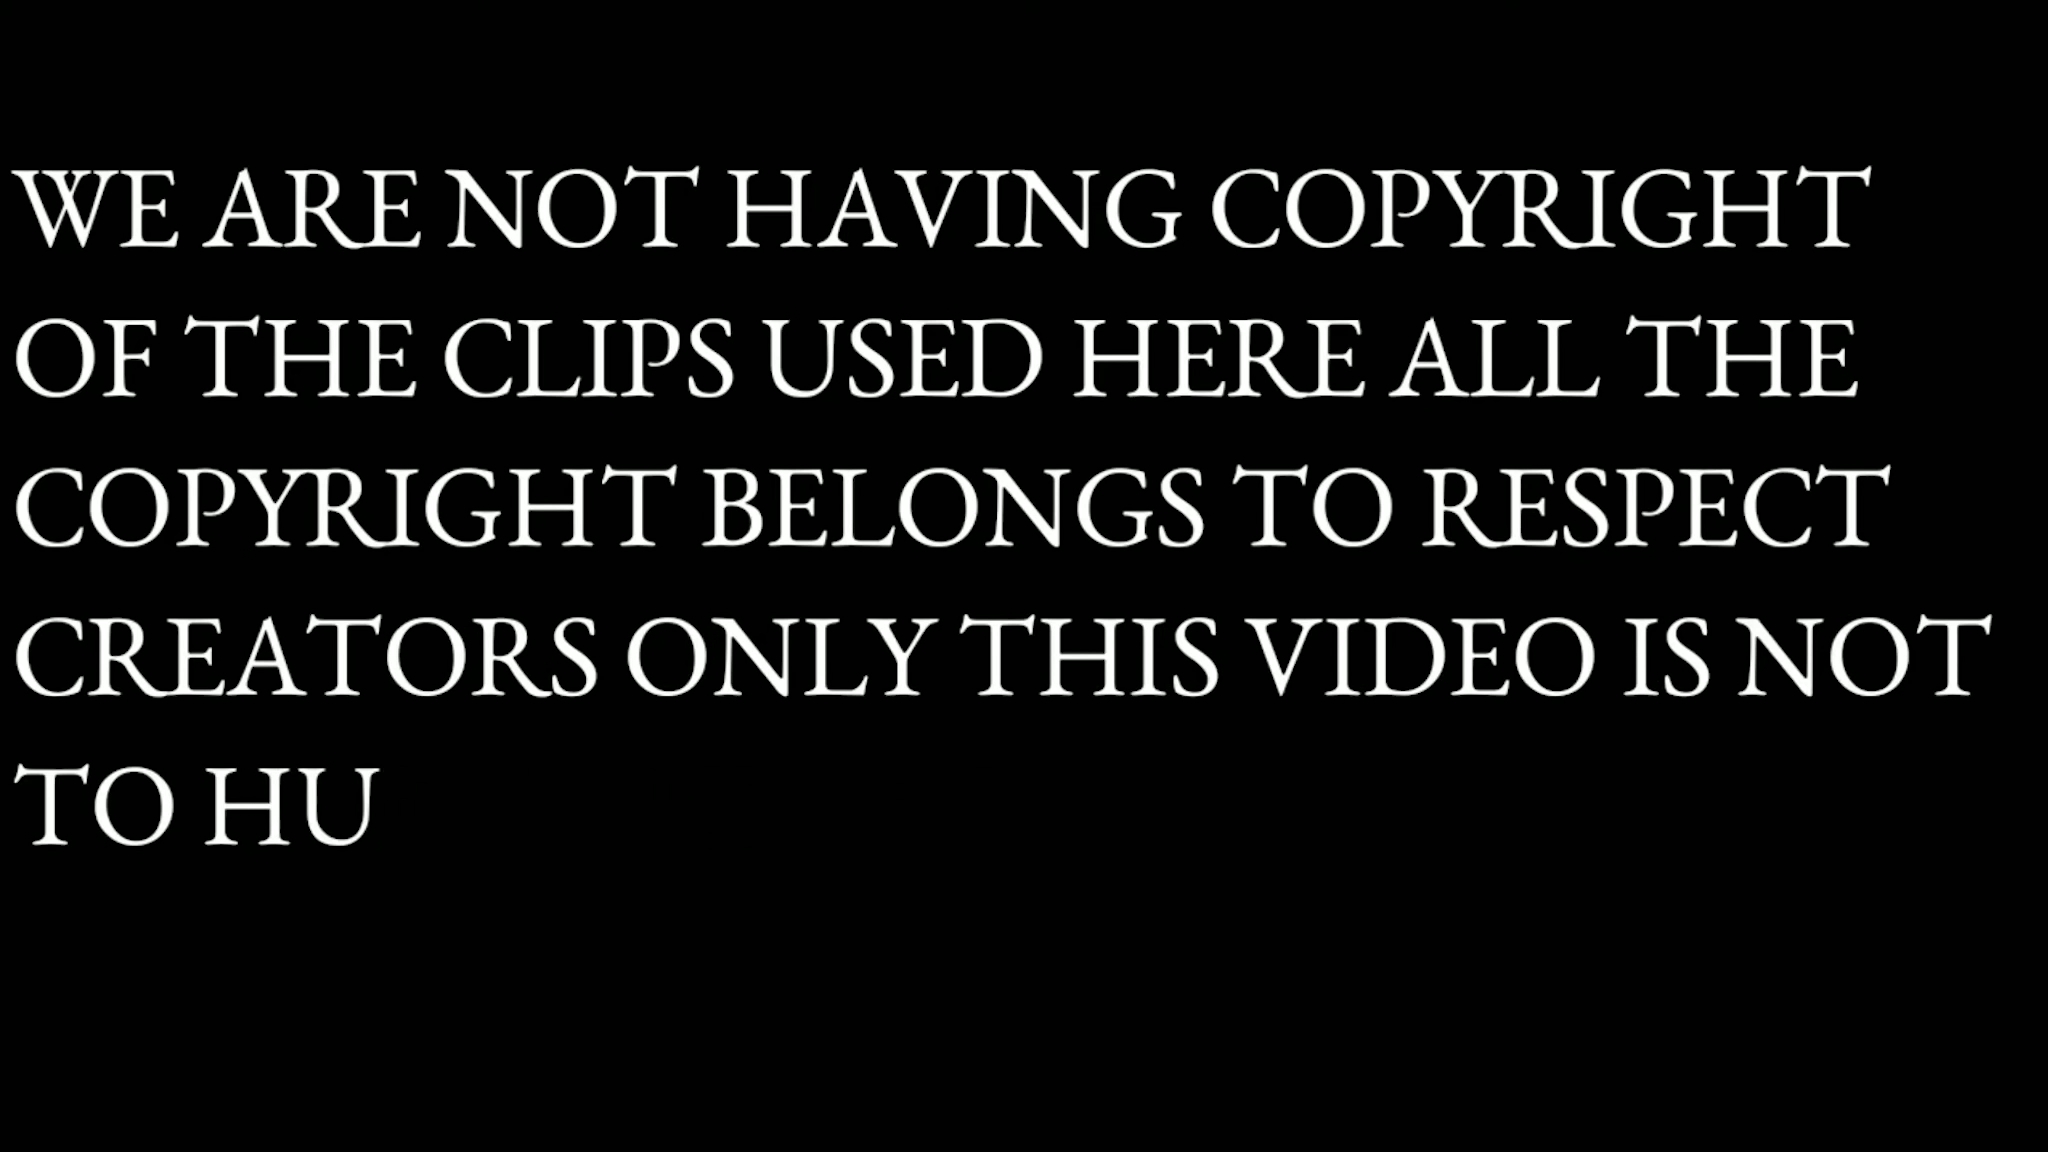 WE ARE NOT HAVING COPYRIGHT
OF THE CLIPS USED HERE ALL THE
COPYRIGHT BELONGS TO RESPECT
CREATORS ONLY THIS VIDEO IS NOT
TO HU